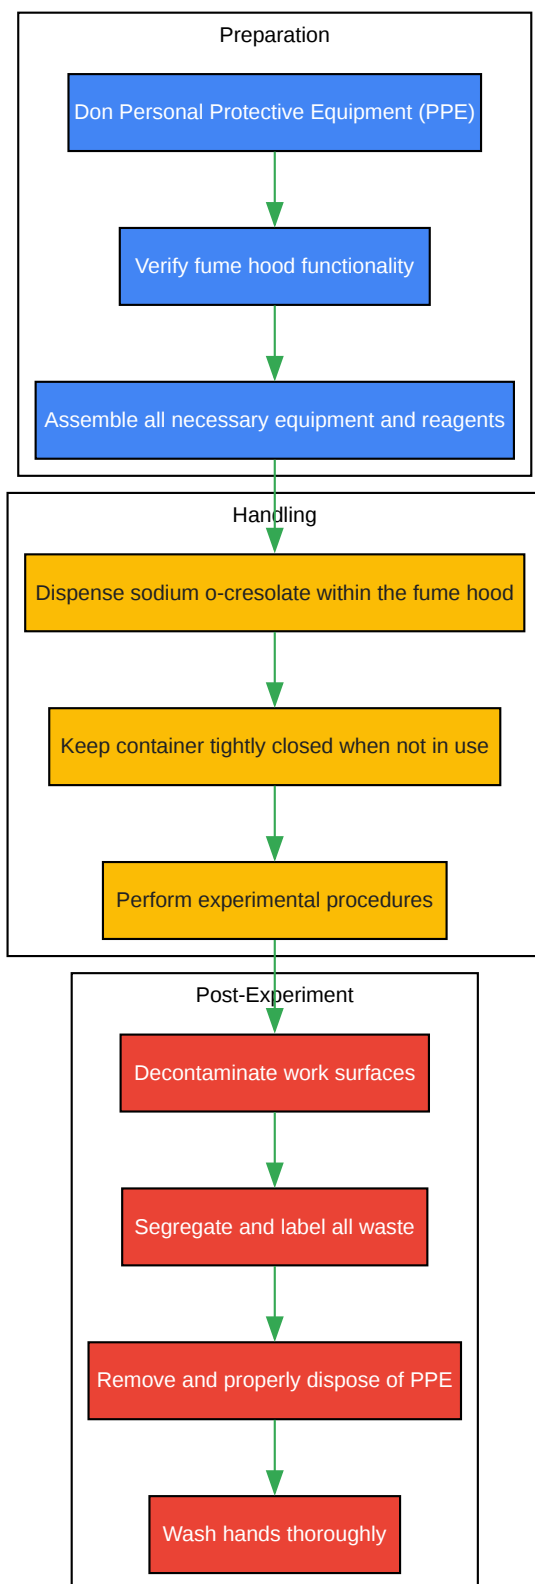 Preparation
Don Personal Protective Equipment (PPE)
Verify fume hood functionality
Assemble all necessary equipment and reagents
Handling
Dispense sodium o-cresolate within the fume hood
Keep container tightly closed when not in use
Perform experimental procedures
Post-Experiment
Decontaminate work surfaces
Segregate and label all waste
Remove and properly dispose of PPE
Wash hands thoroughly